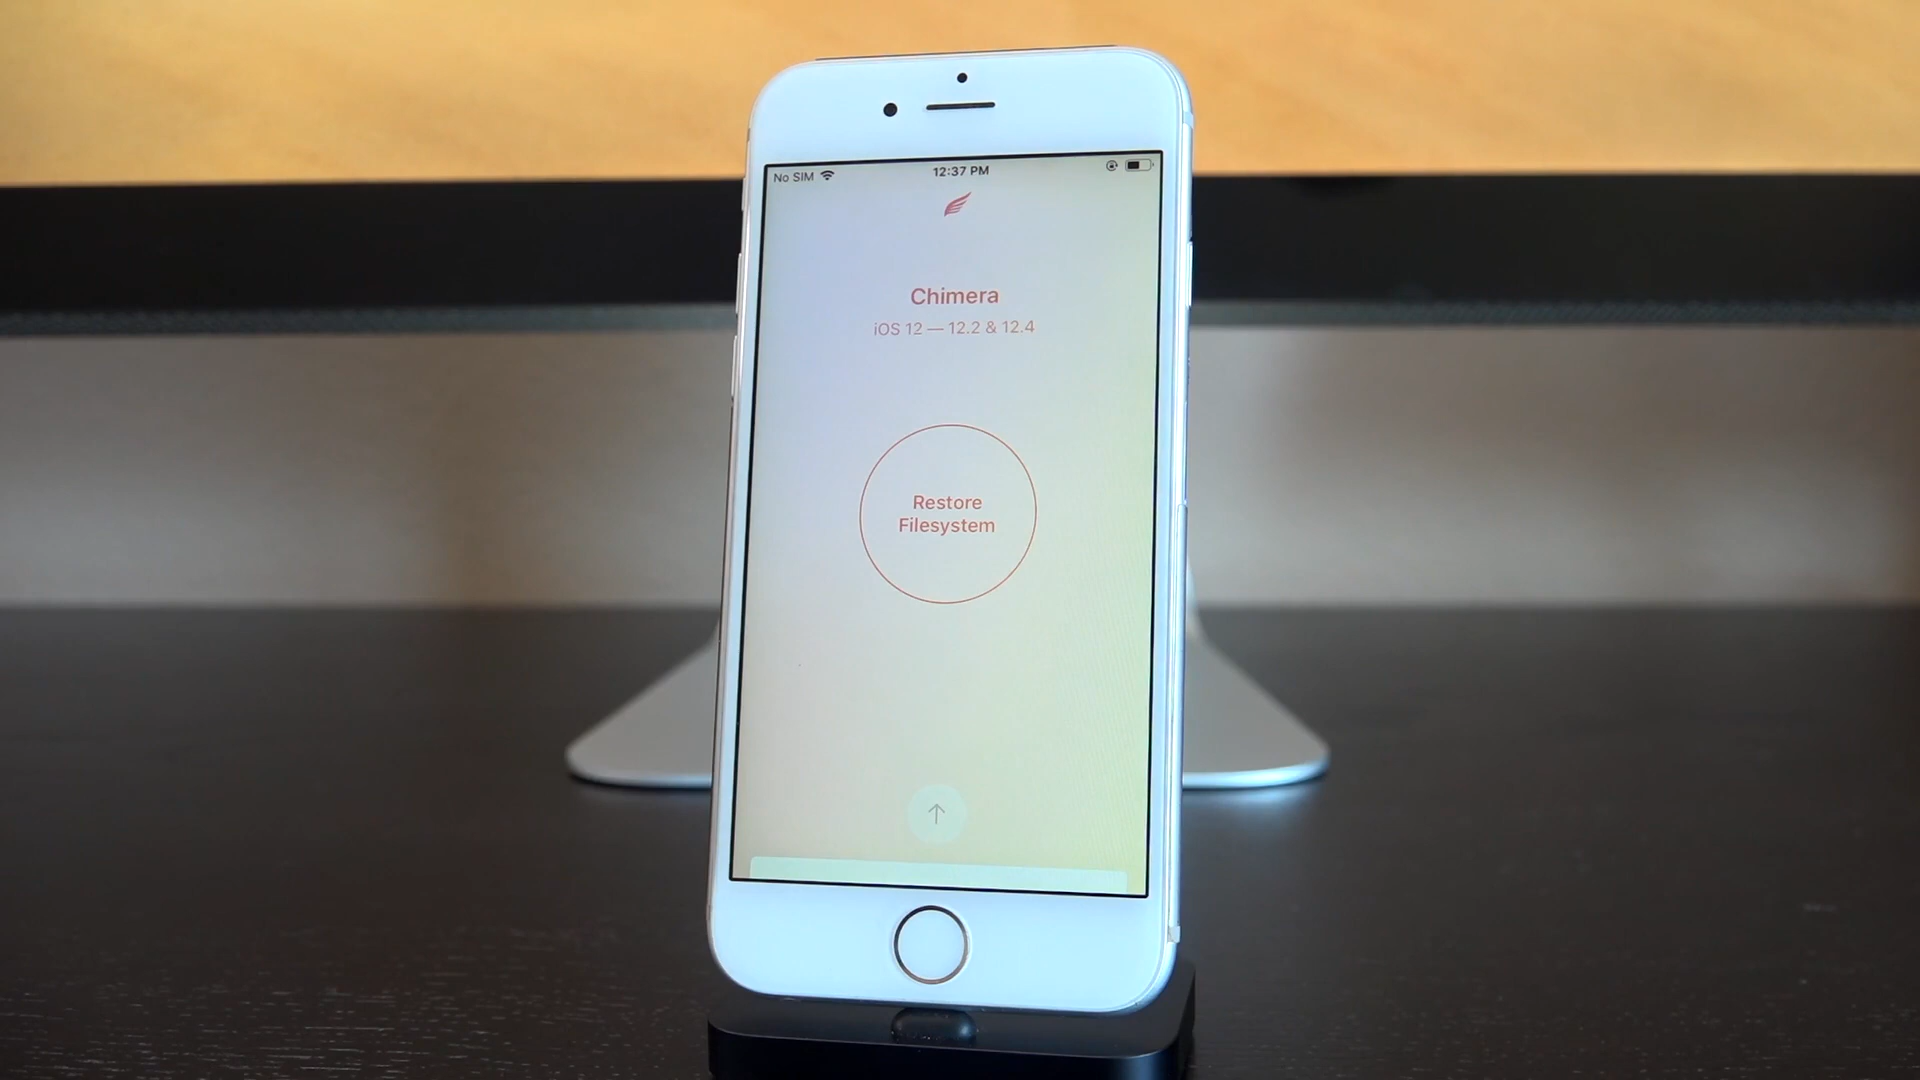 No SIM
12:37 PM
Chimera
iOS 12 — 12.2 & 12.4
Restore
Filesystem